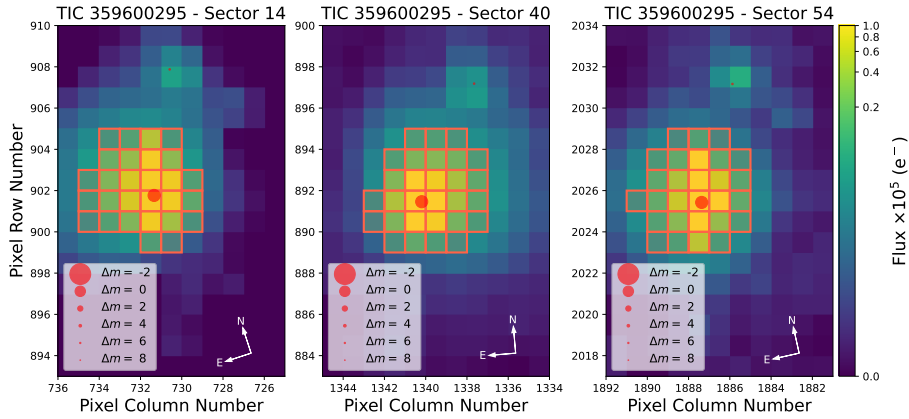 TIC 359600295 - Sector 14
TIC 359600295 - Sector 40
TIC 359600295 - Sector 54
Pixel Row Number
910
908
906
904
902
900
898
896
894
Δm = -2
Δm = 0
Δm = 2
Δm = 4
Δm = 6
Δm = 8
N
E
736 734 732 730 728 726
Pixel Column Number
900
898
896
894
892
890
888
886
884
Δm = -2
Δm = 0
Δm = 2
Δm = 4
Δm = 6
Δm = 8
N
E
1344 1342 1340 1338 1336 1334
Pixel Column Number
2034
2032
2030
2028
2026
2024
2022
2020
2018
Δm = -2
Δm = 0
Δm = 2
Δm = 4
Δm = 6
Δm = 8
N
E
1892 1890 1888 1886 1884 1882
Pixel Column Number
1.0
0.8
0.6
0.4
0.2
0.0
Flux ×10⁵ (e⁻)